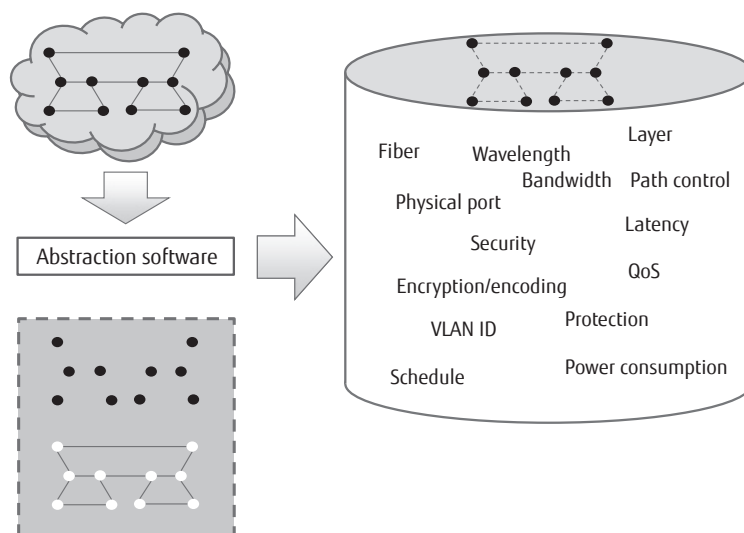 Abstraction software
Fiber
Wavelength
Layer
Bandwidth
Path control
Physical port
Latency
Security
QoS
Encryption/encoding
VLAN ID
Protection
Schedule
Power consumption